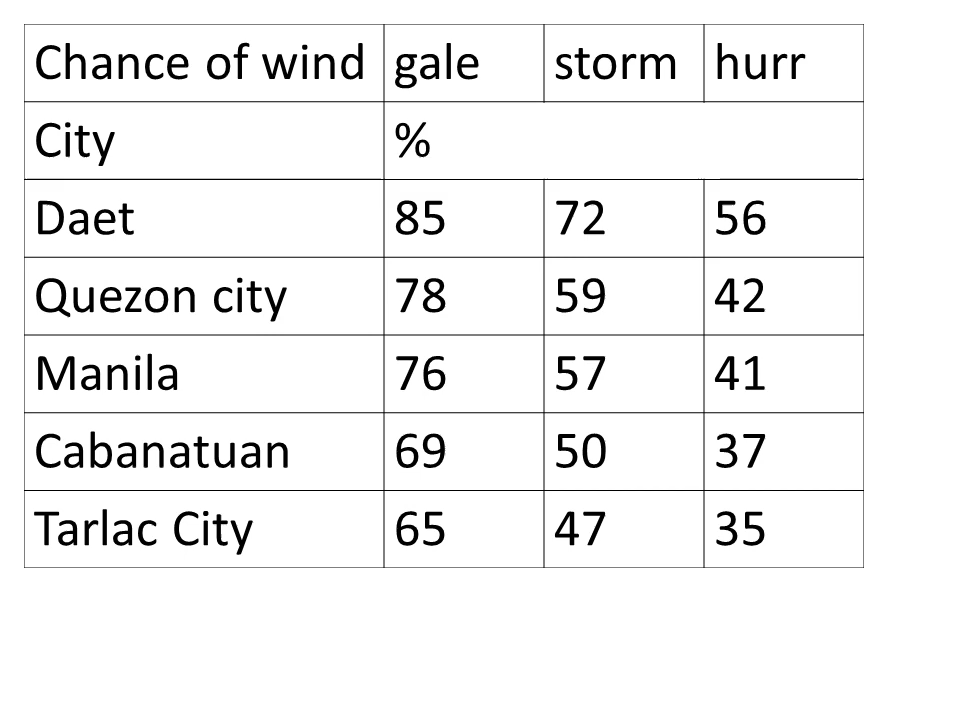 Chance of wind gale storm hurr
City %
Daet 85 72 56
Quezon city 78 59 42
Manila 76 57 41
Cabanatuan 69 50 37
Tarlac City 65 47 35